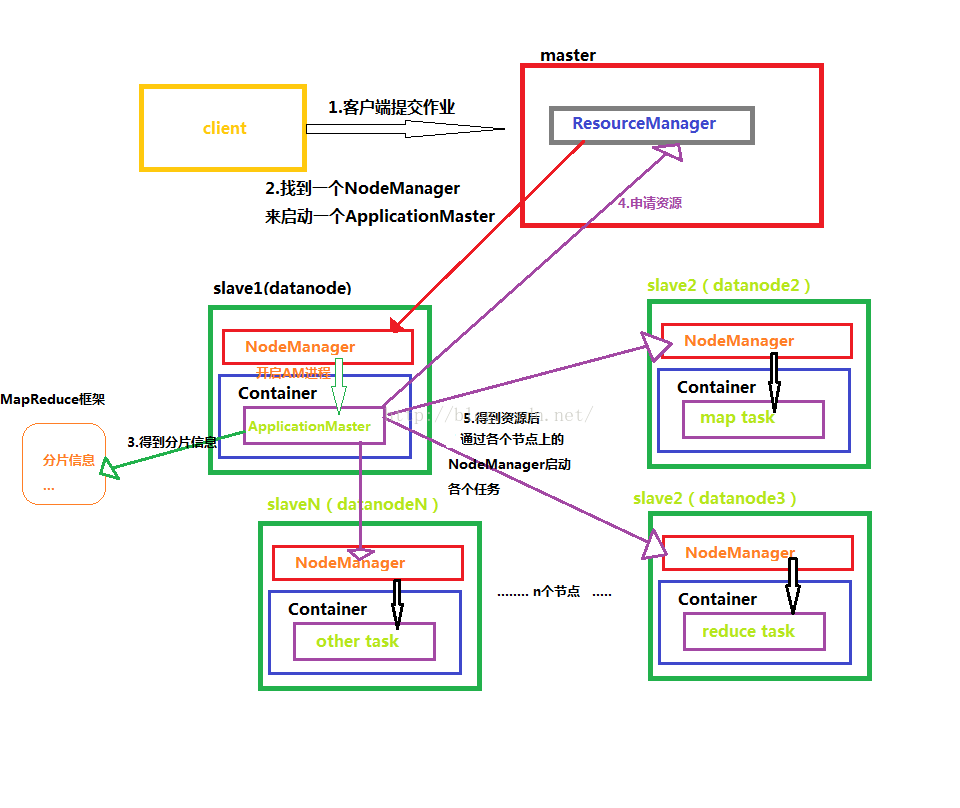 master
client
1.客户端提交作业
ResourceManager
2.找到一个NodeManager
来启动一个ApplicationMaster
4.申请资源
slave1(datanode)
NodeManager
开启AM进程
Container
ApplicationMaster
MapReduce框架
3.得到分片信息
分片信息
...
5.得到资源后
通过各个节点上的
NodeManager启动
各个任务
slave2（datanode2）
NodeManager
Container
map task
slaveN（datanodeN）
NodeManager
Container
other task
........ n个节点 .....
slave2（datanode3）
NodeManager
Container
reduce task